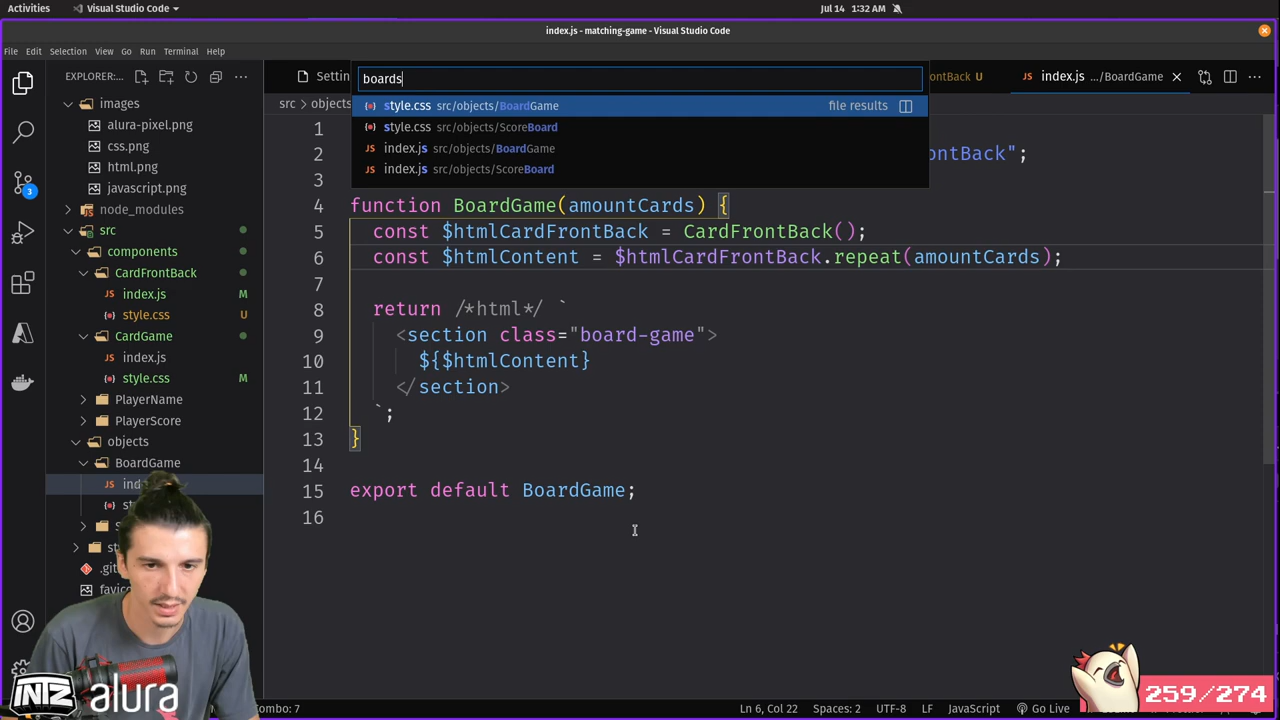 Activities
Visual Studio Code
Jul 14 1:32 AM
index.js - matching-game - Visual Studio Code
File Edit Selection View Go Run Terminal Help
EXPLORER:...
boards
style.css src/objects/BoardGame file results
style.css src/objects/ScoreBoard
index.js src/objects/BoardGame
index.js src/objects/ScoreBoard
images
alura-pixel.png
css.png
html.png
javascript.png
node_modules
src
components
CardFrontBack
index.js M
style.css U
CardGame
index.js
style.css M
PlayerName
PlayerScore
objects
BoardGame
ontBack U
index.js .../BoardGame
src objects
1
2 ontBack";
3
4 function BoardGame(amountCards) {
5 const $htmlCardFrontBack = CardFrontBack();
6 const $htmlContent = $htmlCardFrontBack.repeat(amountCards);
7
8 return /*html*/ `
9 <section class="board-game">
10 ${$htmlContent}
11 </section>
12 `;
13 }
14
15 export default BoardGame;
16
3
NTZ alura
259/274
Combo: 7
Ln 6, Col 22 Spaces: 2 UTF-8 LF JavaScript Go Live